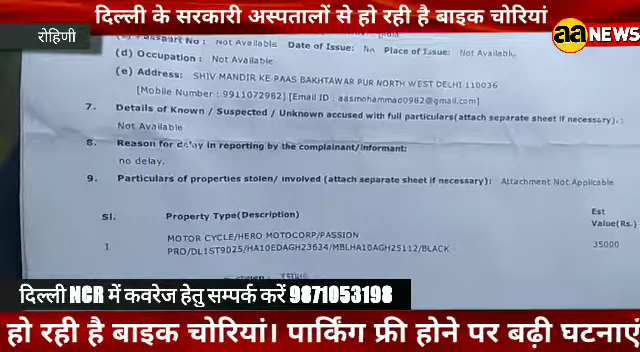 दिल्ली के सरकारी अस्पतालों से हो रही है बाइक चोरियां
रोहिणी
aa NEWS
Passport No : Not Available Date of Issue: NA Place of Issue: Not Available
(d) Occupation : Not Available
(e) Address: SHIV MANDIR KE PAAS BAKHTAWAR PUR NORTH WEST DELHI 110036
[Mobile Number : 9911072982] [Email ID : aasmohammad0982@gmail.com]
7. Details of Known / Suspected / Unknown accused with full particulars(attach separate sheet if necessary):
Not Available
8. Reason for delay in reporting by the complainant/informant:
no delay.
9. Particulars of properties stolen/ involved (attach separate sheet if necessary): Attachment Not Applicable
Sl. Property Type(Description) Est Value(Rs.)
1 MOTOR CYCLE/HERO MOTOCORP/PASSION 35000
PRO/DL1ST9025/HA10EDAGH23634/MBLHA10AGH25112/BLACK
दिल्ली NCR में कवरेज हेतु सम्पर्क करें 9871053198
हो रही है बाइक चोरियां। पार्किंग फ्री होने पर बढ़ी घटनाएं